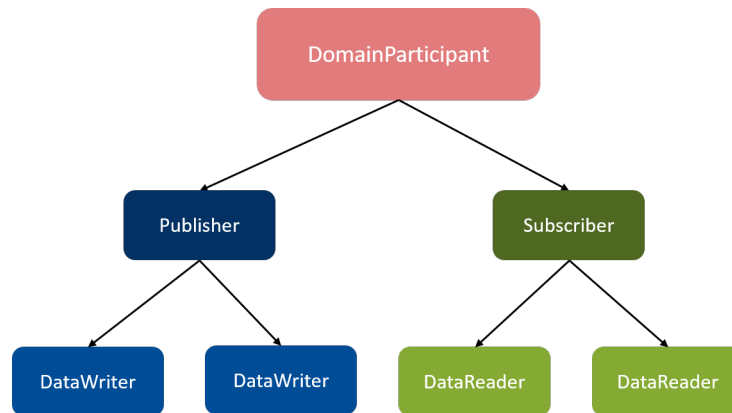 DomainParticipant
Publisher
Subscriber
DataWriter
DataWriter
DataReader
DataReader